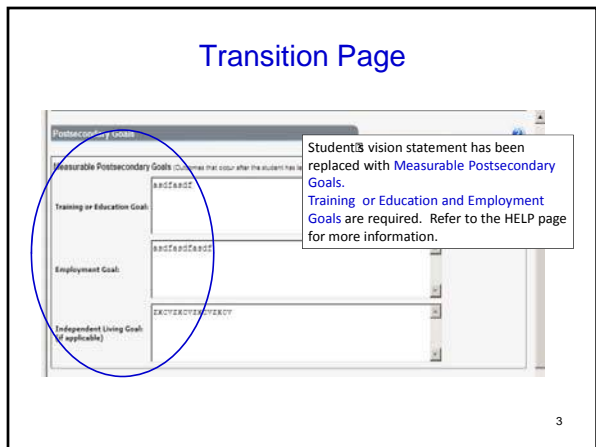 Transition Page
Postsecondary Goals
Measurable Postsecondary Goals (Outcomes that occur after the student has
Student's vision statement has been
replaced with Measurable Postsecondary
Goals.
Training or Education and Employment
Goals are required. Refer to the HELP page
for more information.
Training or Education Goal:
asdfasdf
Employment Goal:
asdfasdfasdf
Independent Living Goal:
(if applicable)
zxcvzxcvzxcvzxcv
3